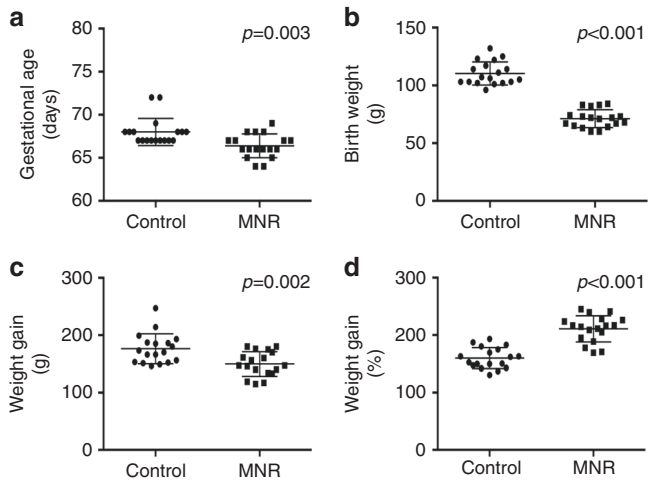 a
p=0.003
Gestational age
(days)
80
75
70
65
60
Control
MNR
b
p<0.001
Birth weight
(g)
150
100
50
0
Control
MNR
c
p=0.002
Weight gain
(g)
300
200
100
0
Control
MNR
d
p<0.001
Weight gain
(%)
300
200
100
0
Control
MNR